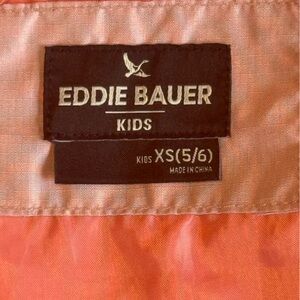 EDDIE BAUER
KIDS
KIDS XS(5/6)
MADE IN CHINA